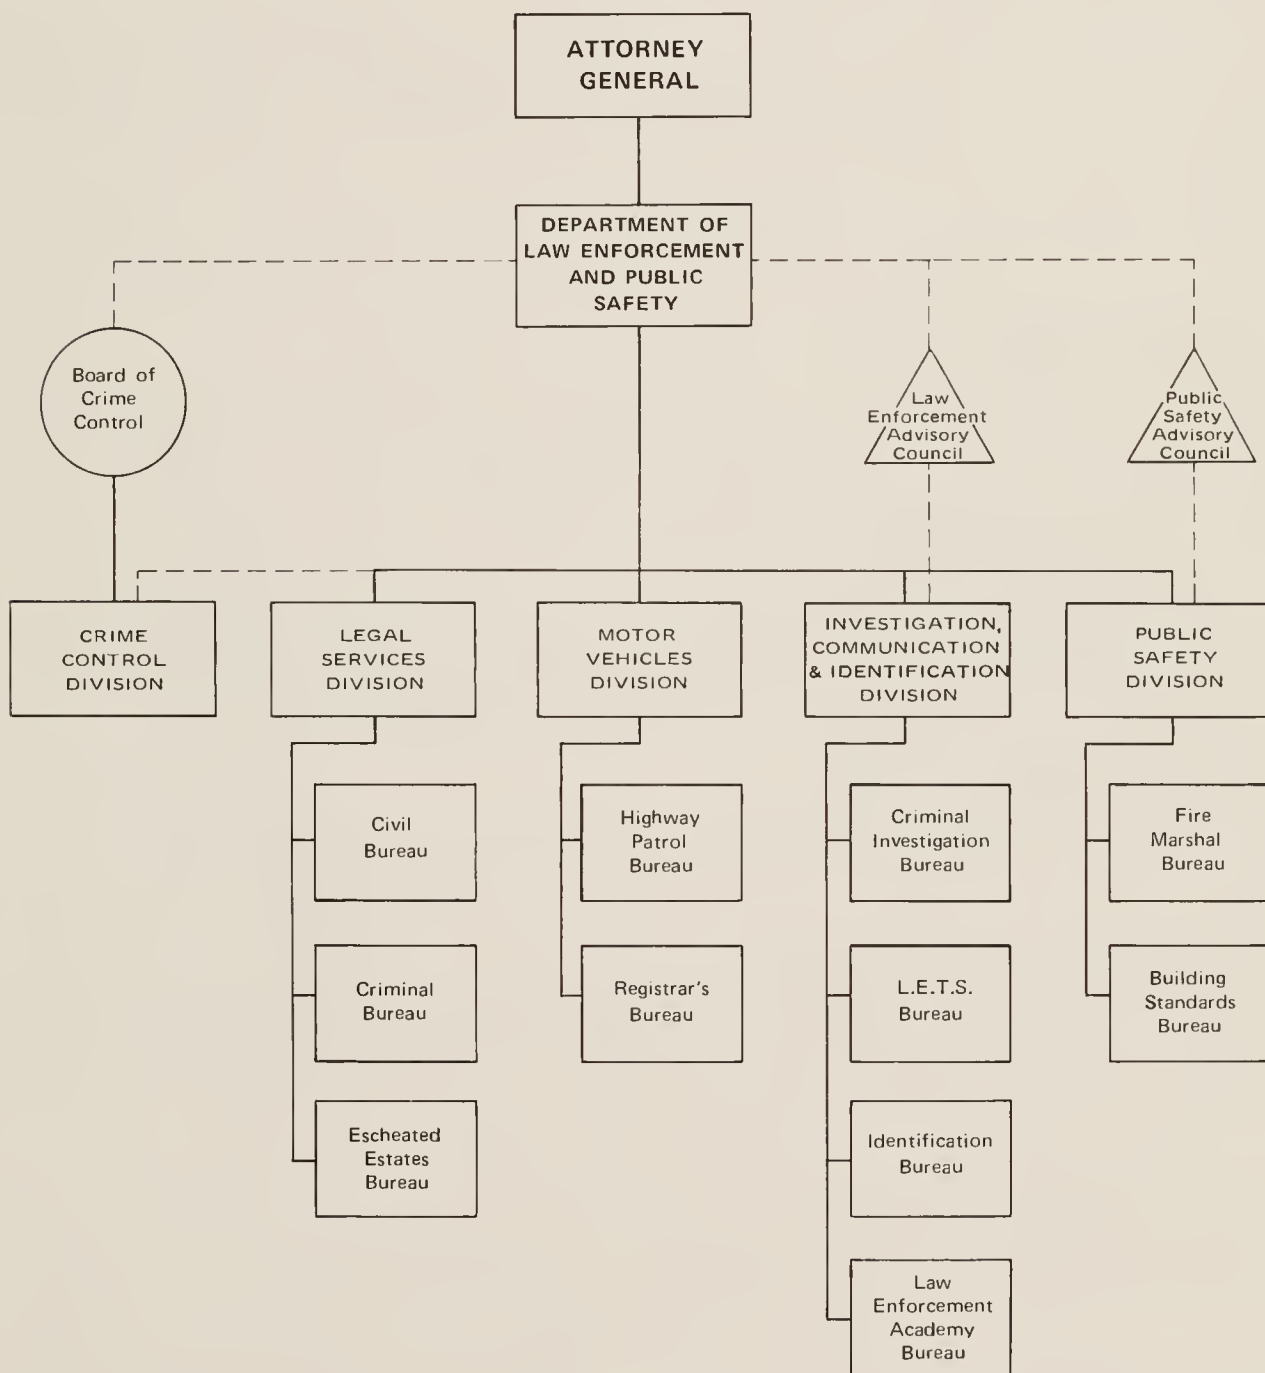 ATTORNEY
GENERAL
DEPARTMENT OF
LAW ENFORCEMENT
AND PUBLIC
SAFETY
Board of
Crime
Control
Law
Enforcement
Advisory
Council
Public
Safety
Advisory
Council
CRIME
CONTROL
DIVISION
LEGAL
SERVICES
DIVISION
MOTOR
VEHICLES
DIVISION
INVESTIGATION,
COMMUNICATION
& IDENTIFICATION
DIVISION
PUBLIC
SAFETY
DIVISION
Civil
Bureau
Highway
Patrol
Bureau
Criminal
Investigation
Bureau
Fire
Marshal
Bureau
Criminal
Bureau
Registrar's
Bureau
L.E.T.S.
Bureau
Building
Standards
Bureau
Escheated
Estates
Bureau
Identification
Bureau
Law
Enforcement
Academy
Bureau